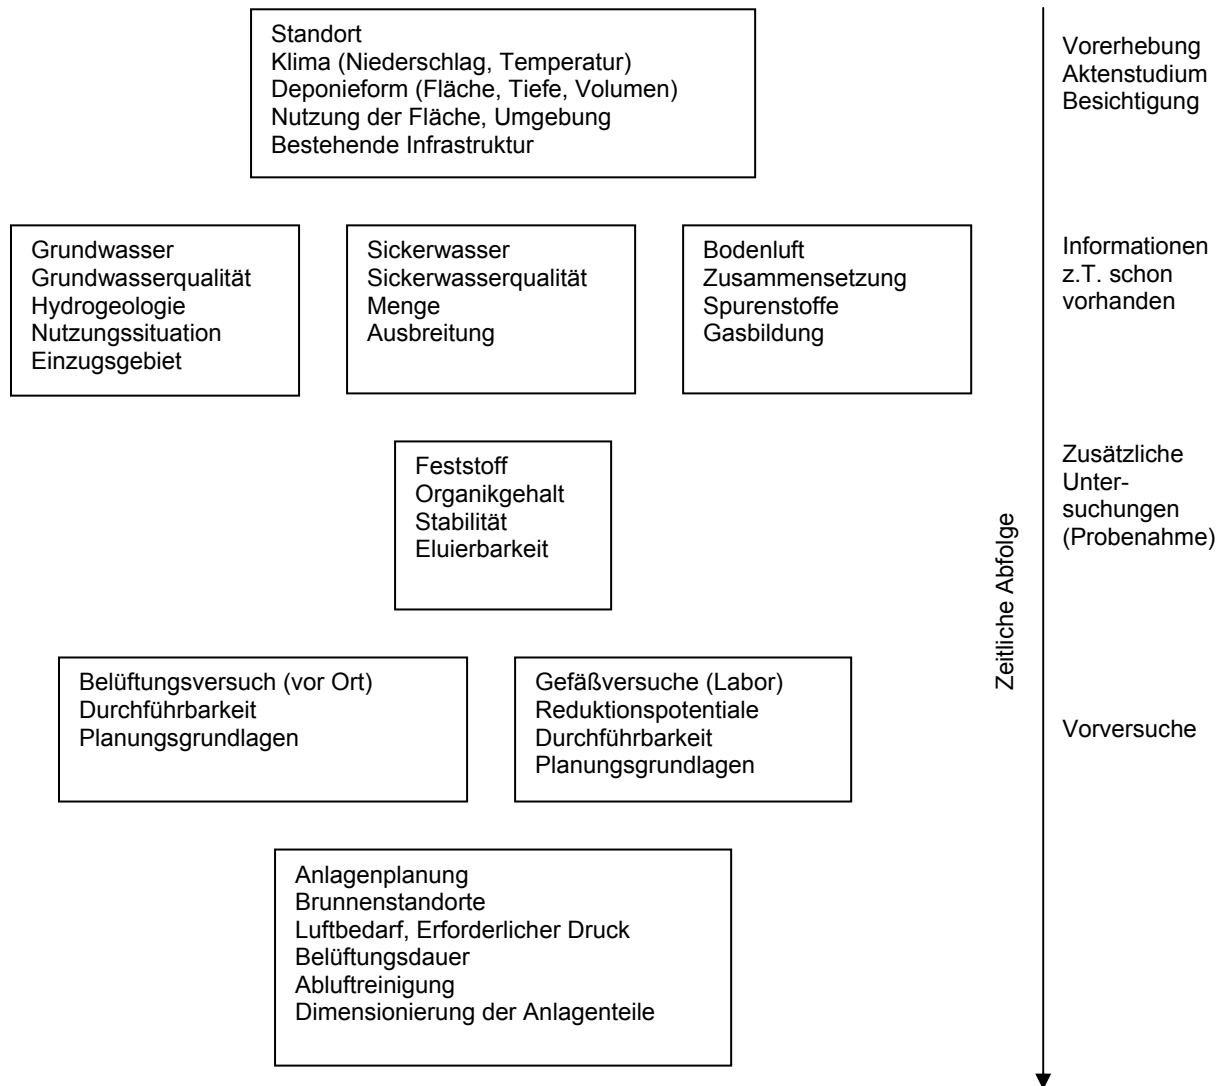 Standort
Klima (Niederschlag, Temperatur)
Deponieform (Fläche, Tiefe, Volumen)
Nutzung der Fläche, Umgebung
Bestehende Infrastruktur
Vorerhebung
Aktenstudium
Besichtigung
Grundwasser
Grundwasserqualität
Hydrogeologie
Nutzungssituation
Einzugsgebiet
Sickerwasser
Sickerwasserqualität
Menge
Ausbreitung
Bodenluft
Zusammensetzung
Spurenstoffe
Gasbildung
Informationen
z.T. schon
vorhanden
Feststoff
Organikgehalt
Stabilität
Eluierbarkeit
Zusätzliche
Unter-
suchungen
(Probenahme)
Zeitliche Abfolge
Belüftungsversuch (vor Ort)
Durchführbarkeit
Planungsgrundlagen
Gefäßversuche (Labor)
Reduktionspotentiale
Durchführbarkeit
Planungsgrundlagen
Vorversuche
Anlagenplanung
Brunnenstandorte
Luftbedarf, Erforderlicher Druck
Belüftungsdauer
Abluftreinigung
Dimensionierung der Anlagenteile